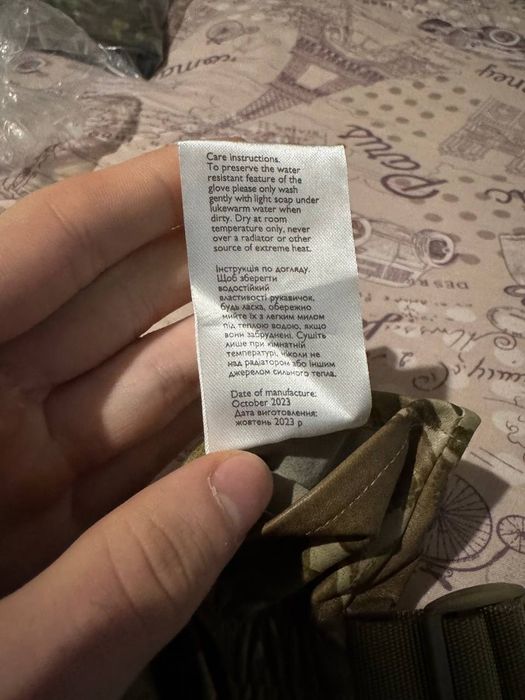 Care instructions.
To preserve the water
resistant feature of the
glove please only wash
gently with light soap under
lukewarm water when
dirty. Dry at room
temperature only, never
over a radiator or other
source of extreme heat.
Інструкція по догляду.
Щоб зберегти
водостійкий
властивості рукавичок,
будь ласка, обережно
мийте їх з легким милом
під теплою водою, якщо
вони забруднені. Сушіть
лише при кімнатній
температурі, ніколи не
над радіатором або іншим
джерелом сильного тепла.
Date of manufacture:
October 2023
Дата виготовлення:
жовтень 2023 р
Paris